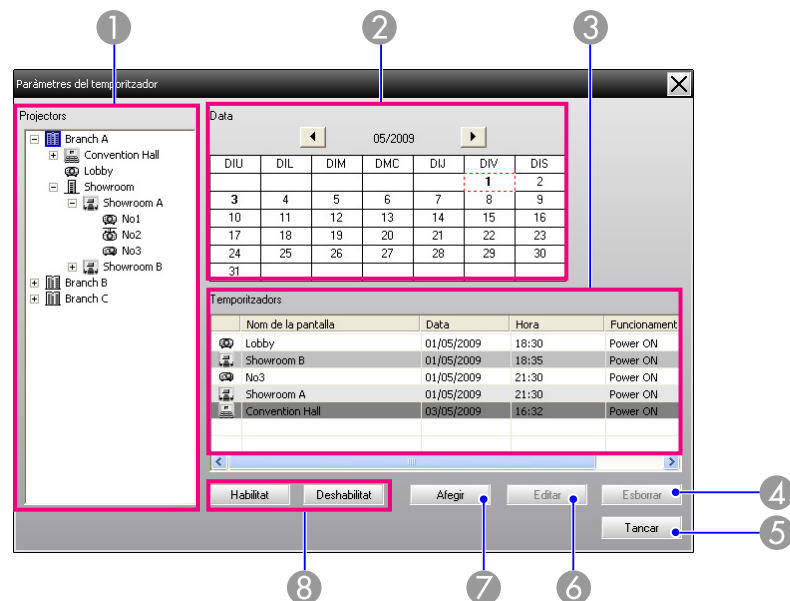 1 2 3
Paràmetres del temporitzador
Projectors
Branch A
Convention Hall
Lobby
Showroom
Showroom A
No1
No2
No3
Showroom B
Branch B
Branch C
Data
05/2009
DIU DIL DIM DMC DIJ DIV DIS
1 2
3 4 5 6 7 8 9
10 11 12 13 14 15 16
17 18 19 20 21 22 23
24 25 26 27 28 29 30
31
Temporitzadors
Nom de la pantalla Data Hora Funcionament
Lobby 01/05/2009 18:30 Power ON
Showroom B 01/05/2009 18:35 Power ON
No3 01/05/2009 21:30 Power ON
Showroom A 01/05/2009 21:30 Power ON
Convention Hall 03/05/2009 16:32 Power ON
Habilitat Deshabilitat Afegir Editar Esborrar 4
Tancar 5
8 7 6